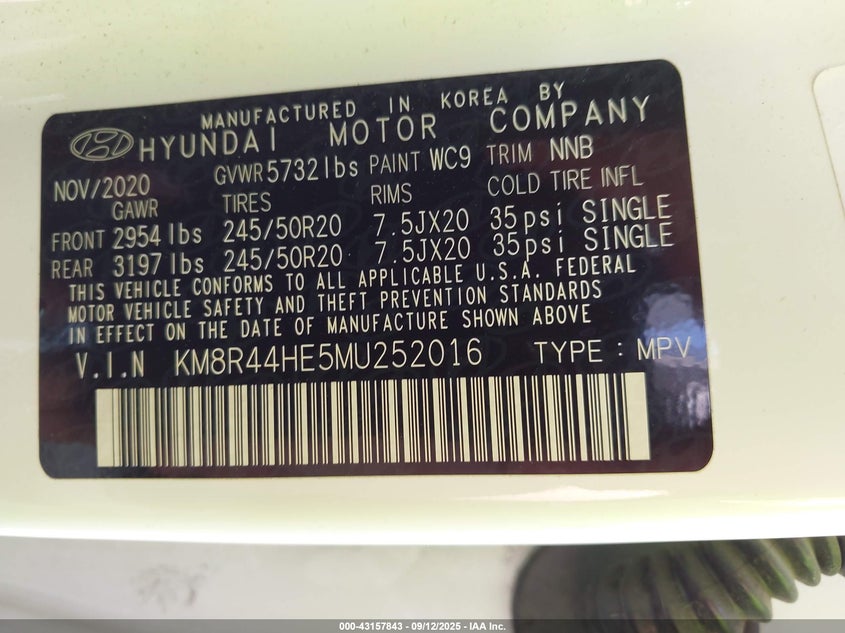 MANUFACTURED IN KOREA BY
HYUNDAI MOTOR COMPANY
NOV/2020 GVWR 5732 lbs PAINT WC9 TRIM NNB
GAWR TIRES RIMS COLD TIRE INFL
FRONT 2954 lbs 245/50R20 7.5JX20 35psi SINGLE
REAR 3197 lbs 245/50R20 7.5JX20 35psi SINGLE
THIS VEHICLE CONFORMS TO ALL APPLICABLE U.S.A. FEDERAL
MOTOR VEHICLE SAFETY AND THEFT PREVENTION STANDARDS
IN EFFECT ON THE DATE OF MANUFACTURE SHOWN ABOVE
V.I.N KM8R44HE5MU252016 TYPE : MPV
000-43157843 - 09/12/2025 - IAA Inc.